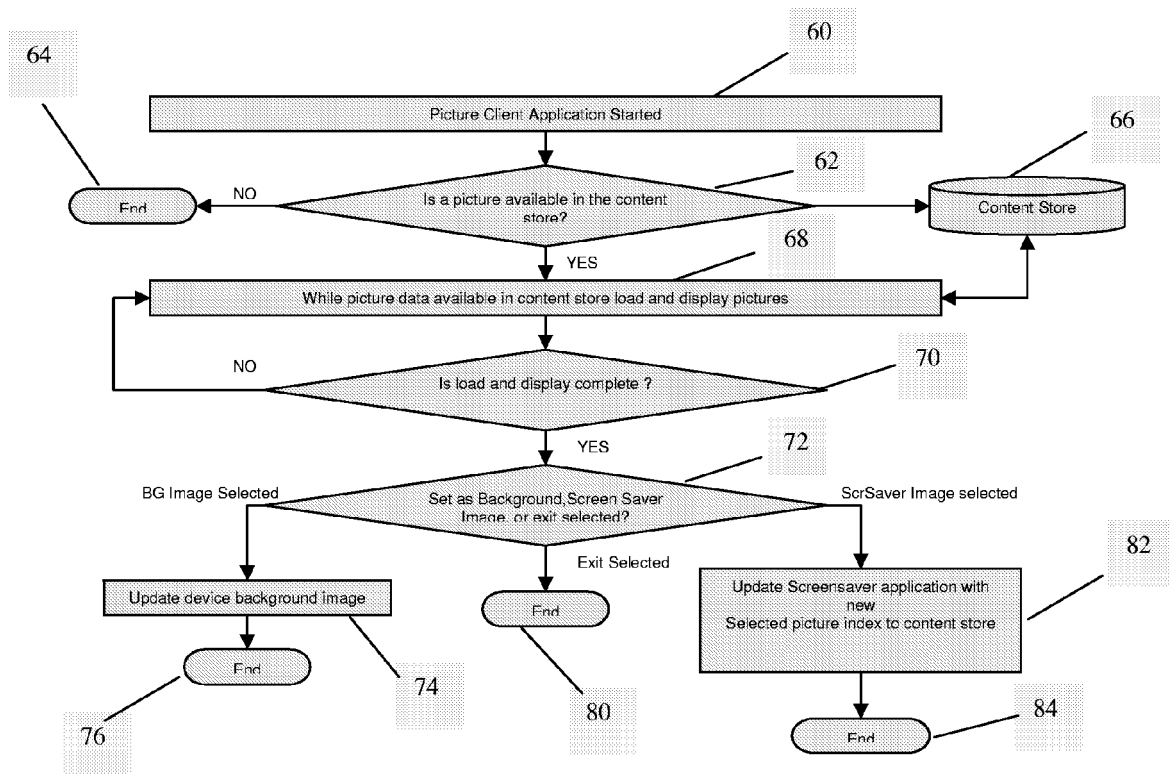 60
64
Picture Client Application Started
66
62
NO
End
Is a picture available in the content
store?
Content Store
68
YES
While picture data available in content store load and display pictures
70
NO
Is load and display complete ?
YES
72
BG Image Selected
Set as Background,Screen Saver
Image, or exit selected?
ScrSaver Image selected
Exit Selected
82
Update device background image
End
Update Screensaver application with
new
Selected picture index to content store
End
74
76
80
84
End